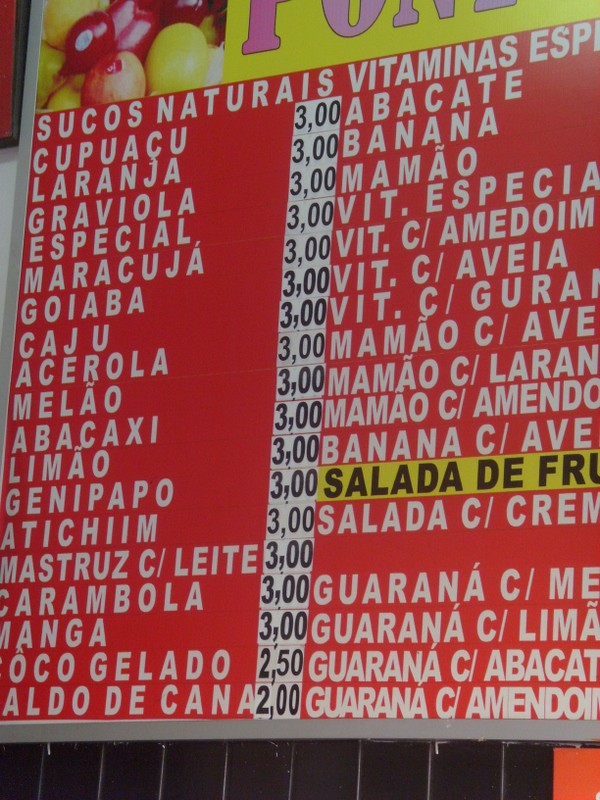 SUCOS NATURAIS VITAMINAS
CUPUAÇU 3,00 ABACATE
LARANJA 3,00 BANANA
GRAVIOLA 3,00 MAMÃO
ESPECIAL 3,00 VIT. ESPECIA
MARACUJÁ 3,00 VIT. C/ AMEDOIM
GOIABA 3,00 VIT. C/ AVEIA
CAJU 3,00 VIT. C/ GURAN
ACEROLA 3,00 MAMÃO C/ AVE
MELÃO 3,00 MAMÃO C/ LARAN
ABACAXI 3,00 MAMÃO C/ AMENDO
LIMÃO 3,00 BANANA C/ AVE
GENIPAPO 3,00 SALADA DE FRU
ATICHIIM 3,00 SALADA C/ CREM
MASTRUZ C/ LEITE 3,00
CARAMBOLA 3,00 GUARANÁ C/ ME
MANGA 3,00 GUARANÁ C/ LIMÃ
CÔCO GELADO 2,50 GUARANÁ C/ ABACAT
ALDO DE CANA 2,00 GUARANÁ C/ AMENDOIM